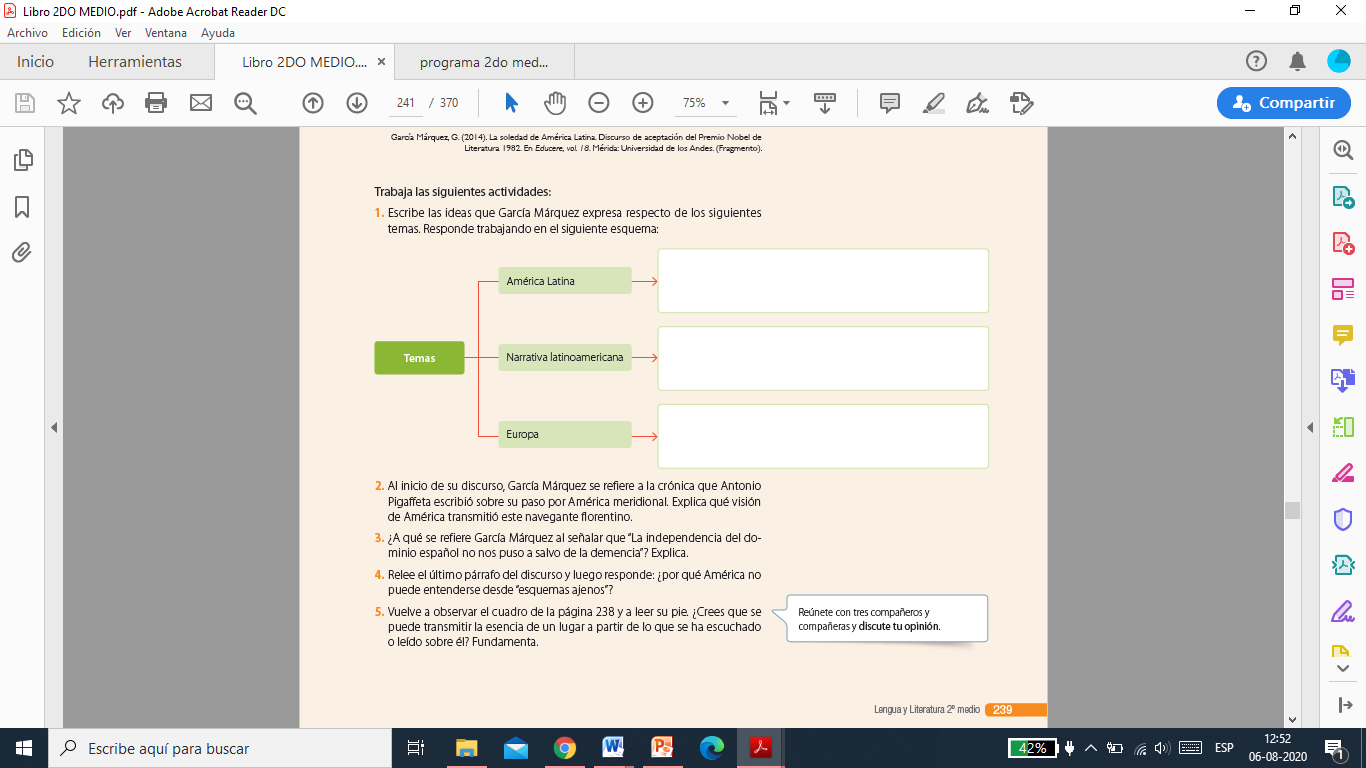 Libro 2DO MEDIO.pdf - Adobe Acrobat Reader DC
Archivo Edición Ver Ventana Ayuda
Inicio Herramientas Libro 2DO MEDIO.... × programa 2do med...
241 / 370 75% Compartir
García Márquez, G. (2014). La soledad de América Latina. Discurso de aceptación del Premio Nobel de
Literatura 1982. En Educere, vol. 18. Mérida: Universidad de los Andes. (Fragmento).
Trabaja las siguientes actividades:
1. Escribe las ideas que García Márquez expresa respecto de los siguientes
temas. Responde trabajando en el siguiente esquema:
América Latina
Temas
Narrativa latinoamericana
Europa
2. Al inicio de su discurso, García Márquez se refiere a la crónica que Antonio
Pigaffeta escribió sobre su paso por América meridional. Explica qué visión
de América transmitió este navegante florentino.
3. ¿A qué se refiere García Márquez al señalar que “La independencia del do-
minio español no nos puso a salvo de la demencia”? Explica.
4. Relee el último párrafo del discurso y luego responde: ¿por qué América no
puede entenderse desde “esquemas ajenos”?
5. Vuelve a observar el cuadro de la página 238 y a leer su pie. ¿Crees que se
puede transmitir la esencia de un lugar a partir de lo que se ha escuchado
o leído sobre él? Fundamenta.
Reúnete con tres compañeros y
compañeras y discute tu opinión.
Lengua y Literatura 2º medio 239
Escribe aquí para buscar
42%
ESP
12:52
06-08-2020
1